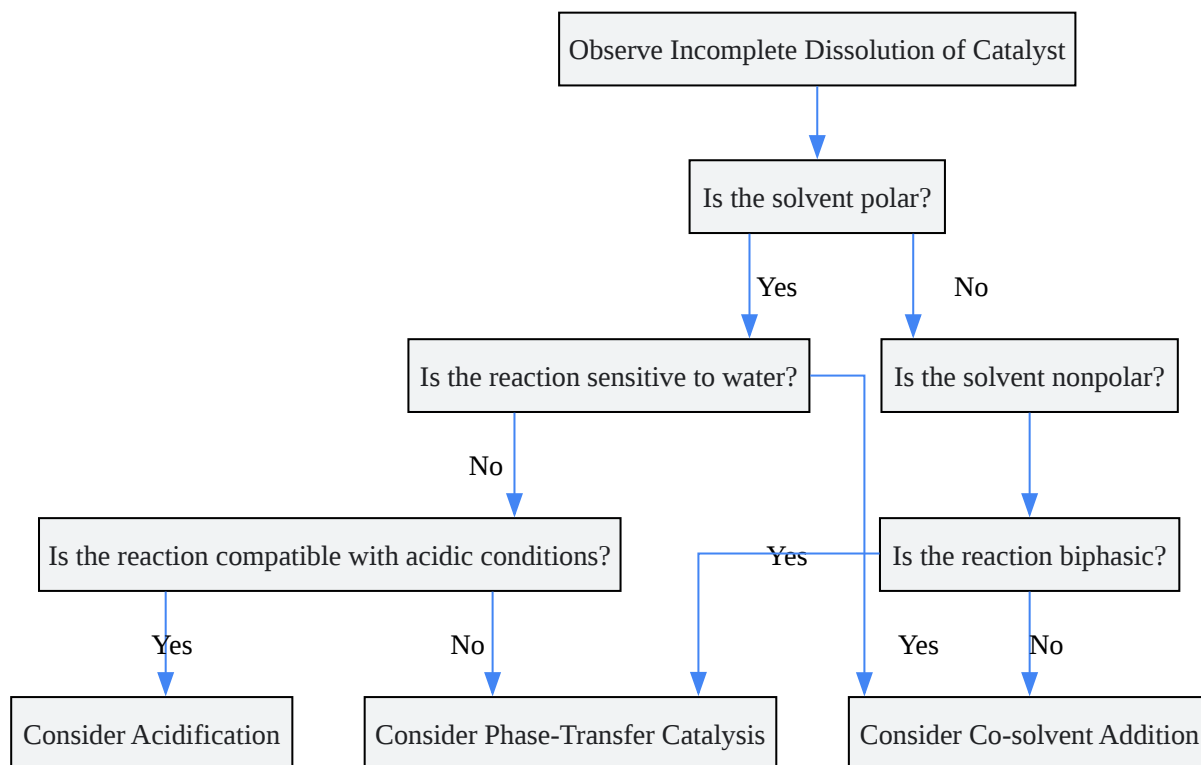 Observe Incomplete Dissolution of Catalyst
Is the solvent polar?
Yes
No
Is the reaction sensitive to water?
Is the solvent nonpolar?
No
Is the reaction compatible with acidic conditions?
Yes
Is the reaction biphasic?
Yes
No
Yes
No
Consider Acidification
Consider Phase-Transfer Catalysis
Consider Co-solvent Addition